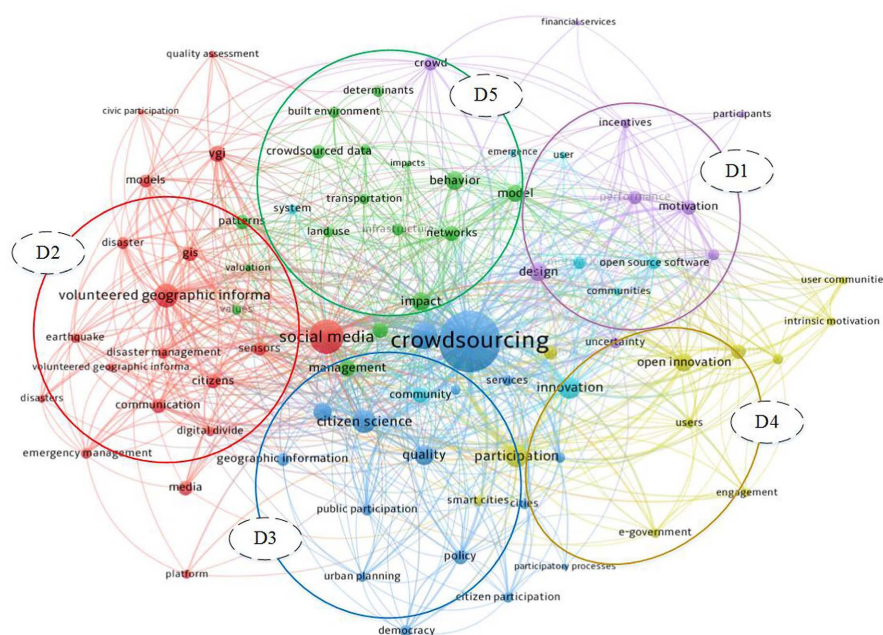 financial services
quality assessment
crowd
D5
determinants
civic participation
built environment
incentives
participants
vgi
crowdsourced data
emergence
user
D1
models
impacts
behavior
performance
transportation
model
motivation
system
patterns
D2
disaster
land use
infrastructure
networks
gis
valuation
design
open source software
user communitie
volunteered geographic informa
communities
values
impact
intrinsic motivation
earthquake
social media
crowdsourcing
uncertainty
disaster management
sensors
volunteered geographic informa
management
open innovation
citizens
services
disasters
community
innovation
communication
citizen science
users
D4
digital divide
emergency management
geographic information
quality
participation
media
smart cities
cities
engagement
public participation
D3
e-government
policy
platform
urban planning
participatory processes
citizen participation
democracy